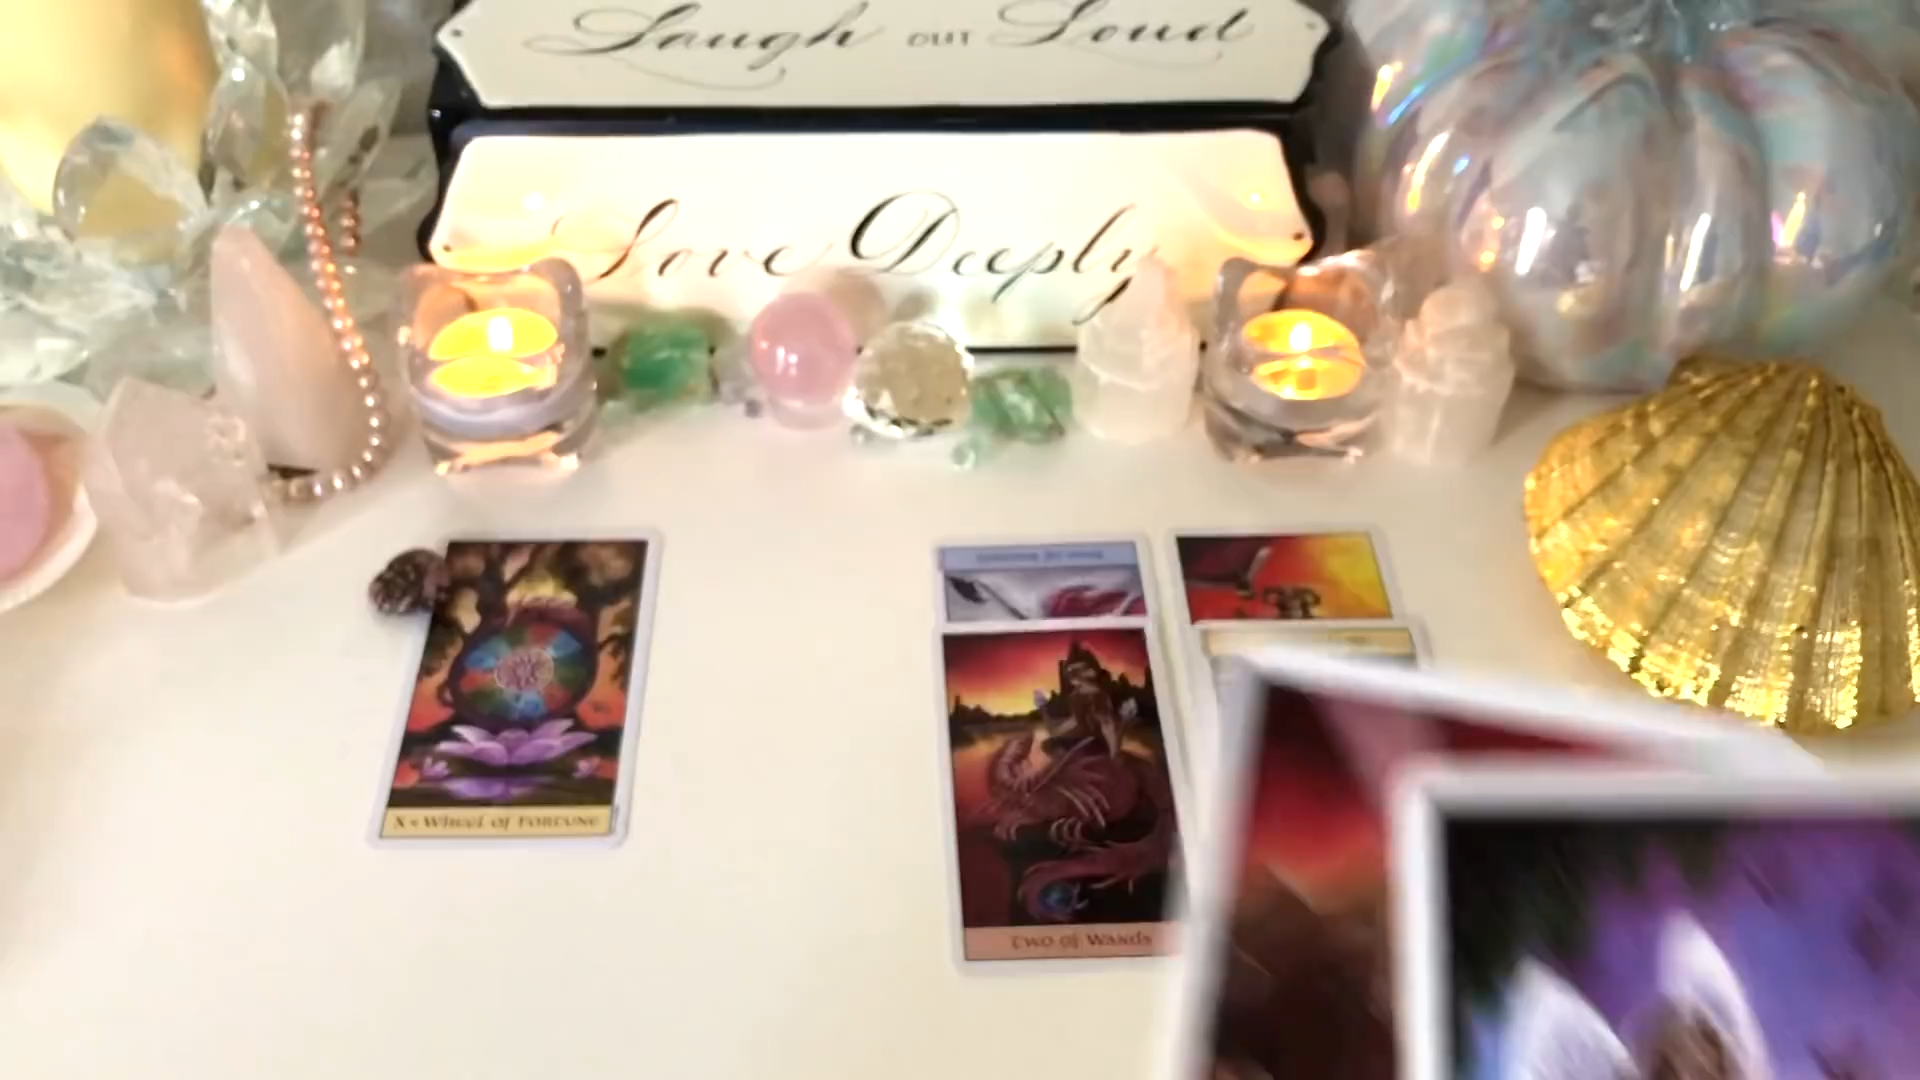 Laugh OUT Loud
Love Deeply
X • Wheel of Fortune
Two of Wands